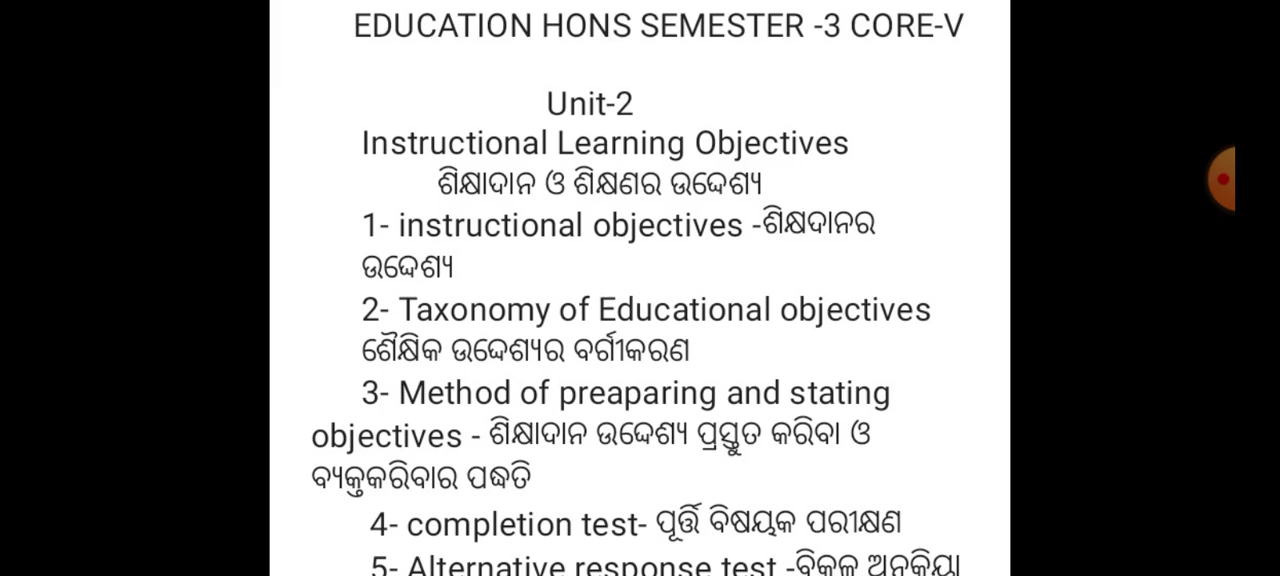 EDUCATION HONS SEMESTER -3 CORE-V
Unit-2
Instructional Learning Objectives
ଶିକ୍ଷାଦାନ ଓ ଶିକ୍ଷଣର ଉଦ୍ଦେଶ୍ୟ
1- instructional objectives -ଶିକ୍ଷଦାନର
ଉଦ୍ଦେଶ୍ୟ
2- Taxonomy of Educational objectives
ଶୈକ୍ଷିକ ଉଦ୍ଦେଶ୍ୟର ବର୍ଗୀକରଣ
3- Method of preaparing and stating
objectives - ଶିକ୍ଷାଦାନ ଉଦ୍ଦେଶ୍ୟ ପ୍ରସ୍ତୁତ କରିବା ଓ
ବ୍ୟକ୍ତକରିବାର ପଦ୍ଧତି
4- completion test- ପୂର୍ତ୍ତି ବିଷୟକ ପରୀକ୍ଷଣ
5- Alternative response test -ବିକଳ୍ପ ଅନୁକ୍ରିୟା